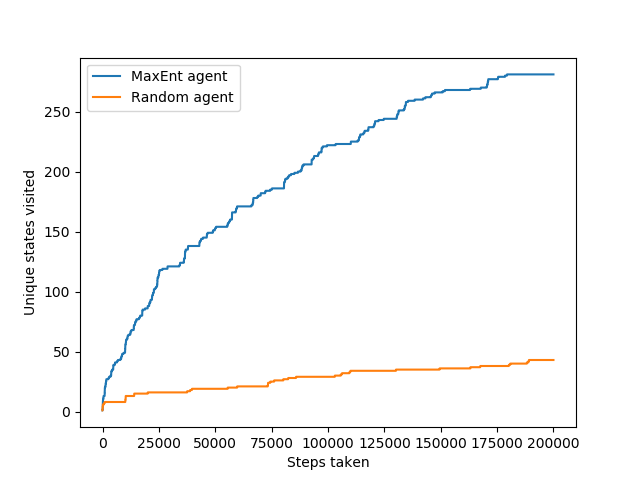 MaxEnt agent
Random agent
250
200
150
100
50
0
Unique states visited
0 25000 50000 75000 100000 125000 150000 175000 200000
Steps taken